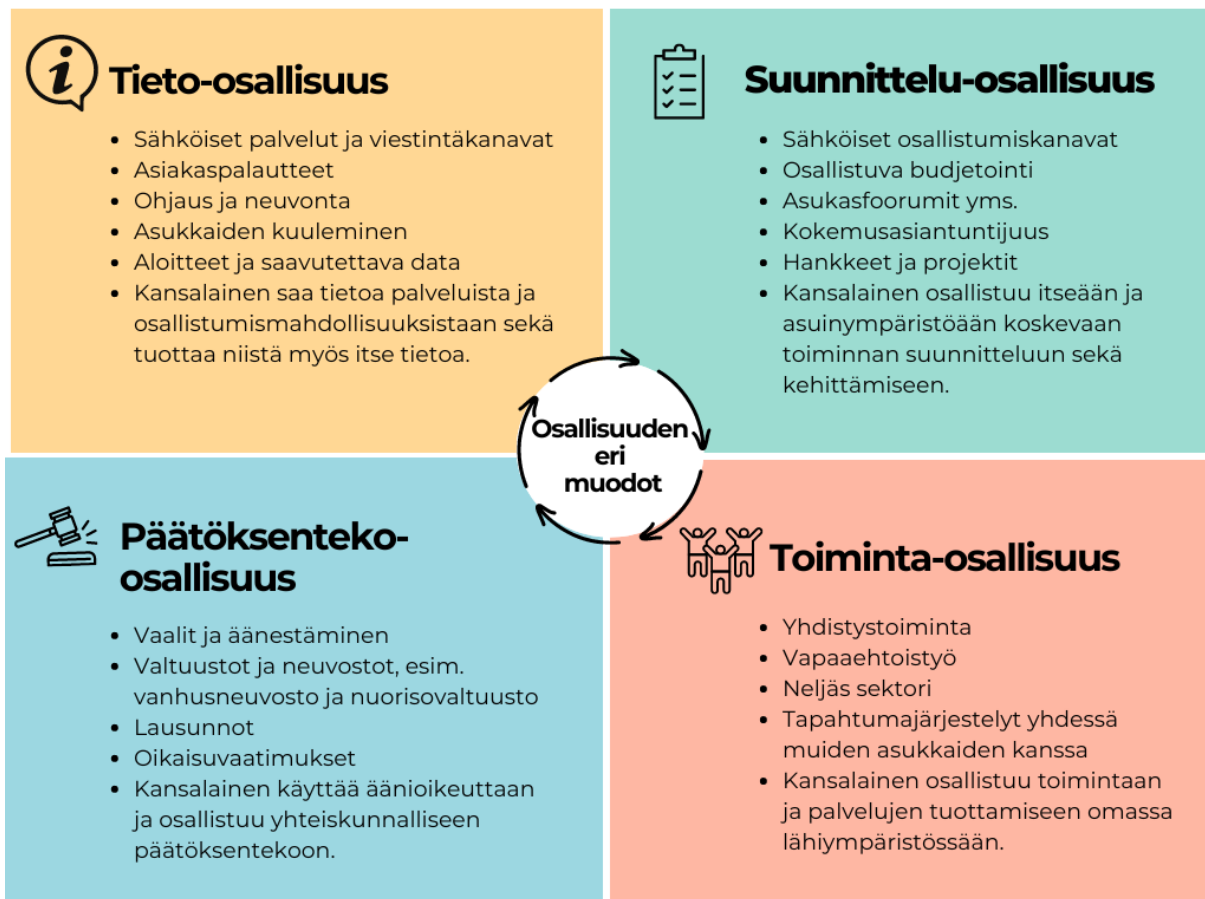 Tieto-osallisuus
• Sähköiset palvelut ja viestintäkanavat
• Asiakaspalautteet
• Ohjaus ja neuvonta
• Asukkaiden kuuleminen
• Aloitteet ja saavutettava data
• Kansalainen saa tietoa palveluista ja
osallistumismahdollisuuksistaan sekä
tuottaa niistä myös itse tietoa.
Suunnittelu-osallisuus
• Sähköiset osallistumiskanavat
• Osallistuva budjetointi
• Asukasfoorumit yms.
• Kokemusasiantuntijuus
• Hankkeet ja projektit
• Kansalainen osallistuu itseään ja
asuinympäristöään koskevaan
toiminnan suunnitteluun sekä
kehittämiseen.
Osallisuuden
eri
muodot
Päätöksenteko-
osallisuus
• Vaalit ja äänestäminen
• Valtuustot ja neuvostot, esim.
vanhusneuvosto ja nuorisovaltuusto
• Lausunnot
• Oikaisuvaatimukset
• Kansalainen käyttää äänioikeuttaan
ja osallistuu yhteiskunnalliseen
päätöksentekoon.
Toiminta-osallisuus
• Yhdistystoiminta
• Vapaaehtoistyö
• Neljäs sektori
• Tapahtumajärjestelyt yhdessä
muiden asukkaiden kanssa
• Kansalainen osallistuu toimintaan
ja palvelujen tuottamiseen omassa
lähiympäristössään.